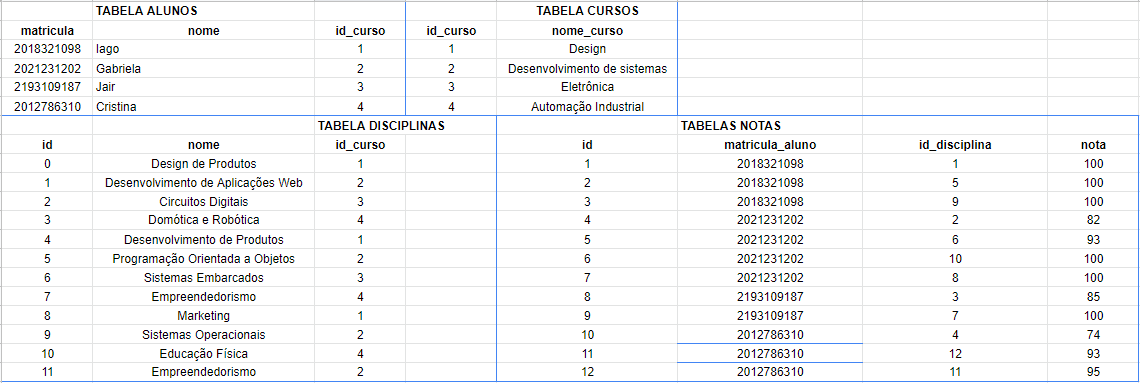 TABELA ALUNOS TABELA CURSOS
matricula nome id_curso id_curso nome_curso
2018321098 Iago 1 1 Design
2021231202 Gabriela 2 2 Desenvolvimento de sistemas
2193109187 Jair 3 3 Eletrônica
2012786310 Cristina 4 4 Automação Industrial
TABELA DISCIPLINAS TABELAS NOTAS
id nome id_curso id matricula_aluno id_disciplina nota
0 Design de Produtos 1 1 2018321098 1 100
1 Desenvolvimento de Aplicações Web 2 2 2018321098 5 100
2 Circuitos Digitais 3 3 2018321098 9 100
3 Domótica e Robótica 4 4 2021231202 2 82
4 Desenvolvimento de Produtos 1 5 2021231202 6 93
5 Programação Orientada a Objetos 2 6 2021231202 10 100
6 Sistemas Embarcados 3 7 2021231202 8 100
7 Empreendedorismo 4 8 2193109187 3 85
8 Marketing 1 9 2193109187 7 100
9 Sistemas Operacionais 2 10 2012786310 4 74
10 Educação Física 4 11 2012786310 12 93
11 Empreendedorismo 2 12 2012786310 11 95